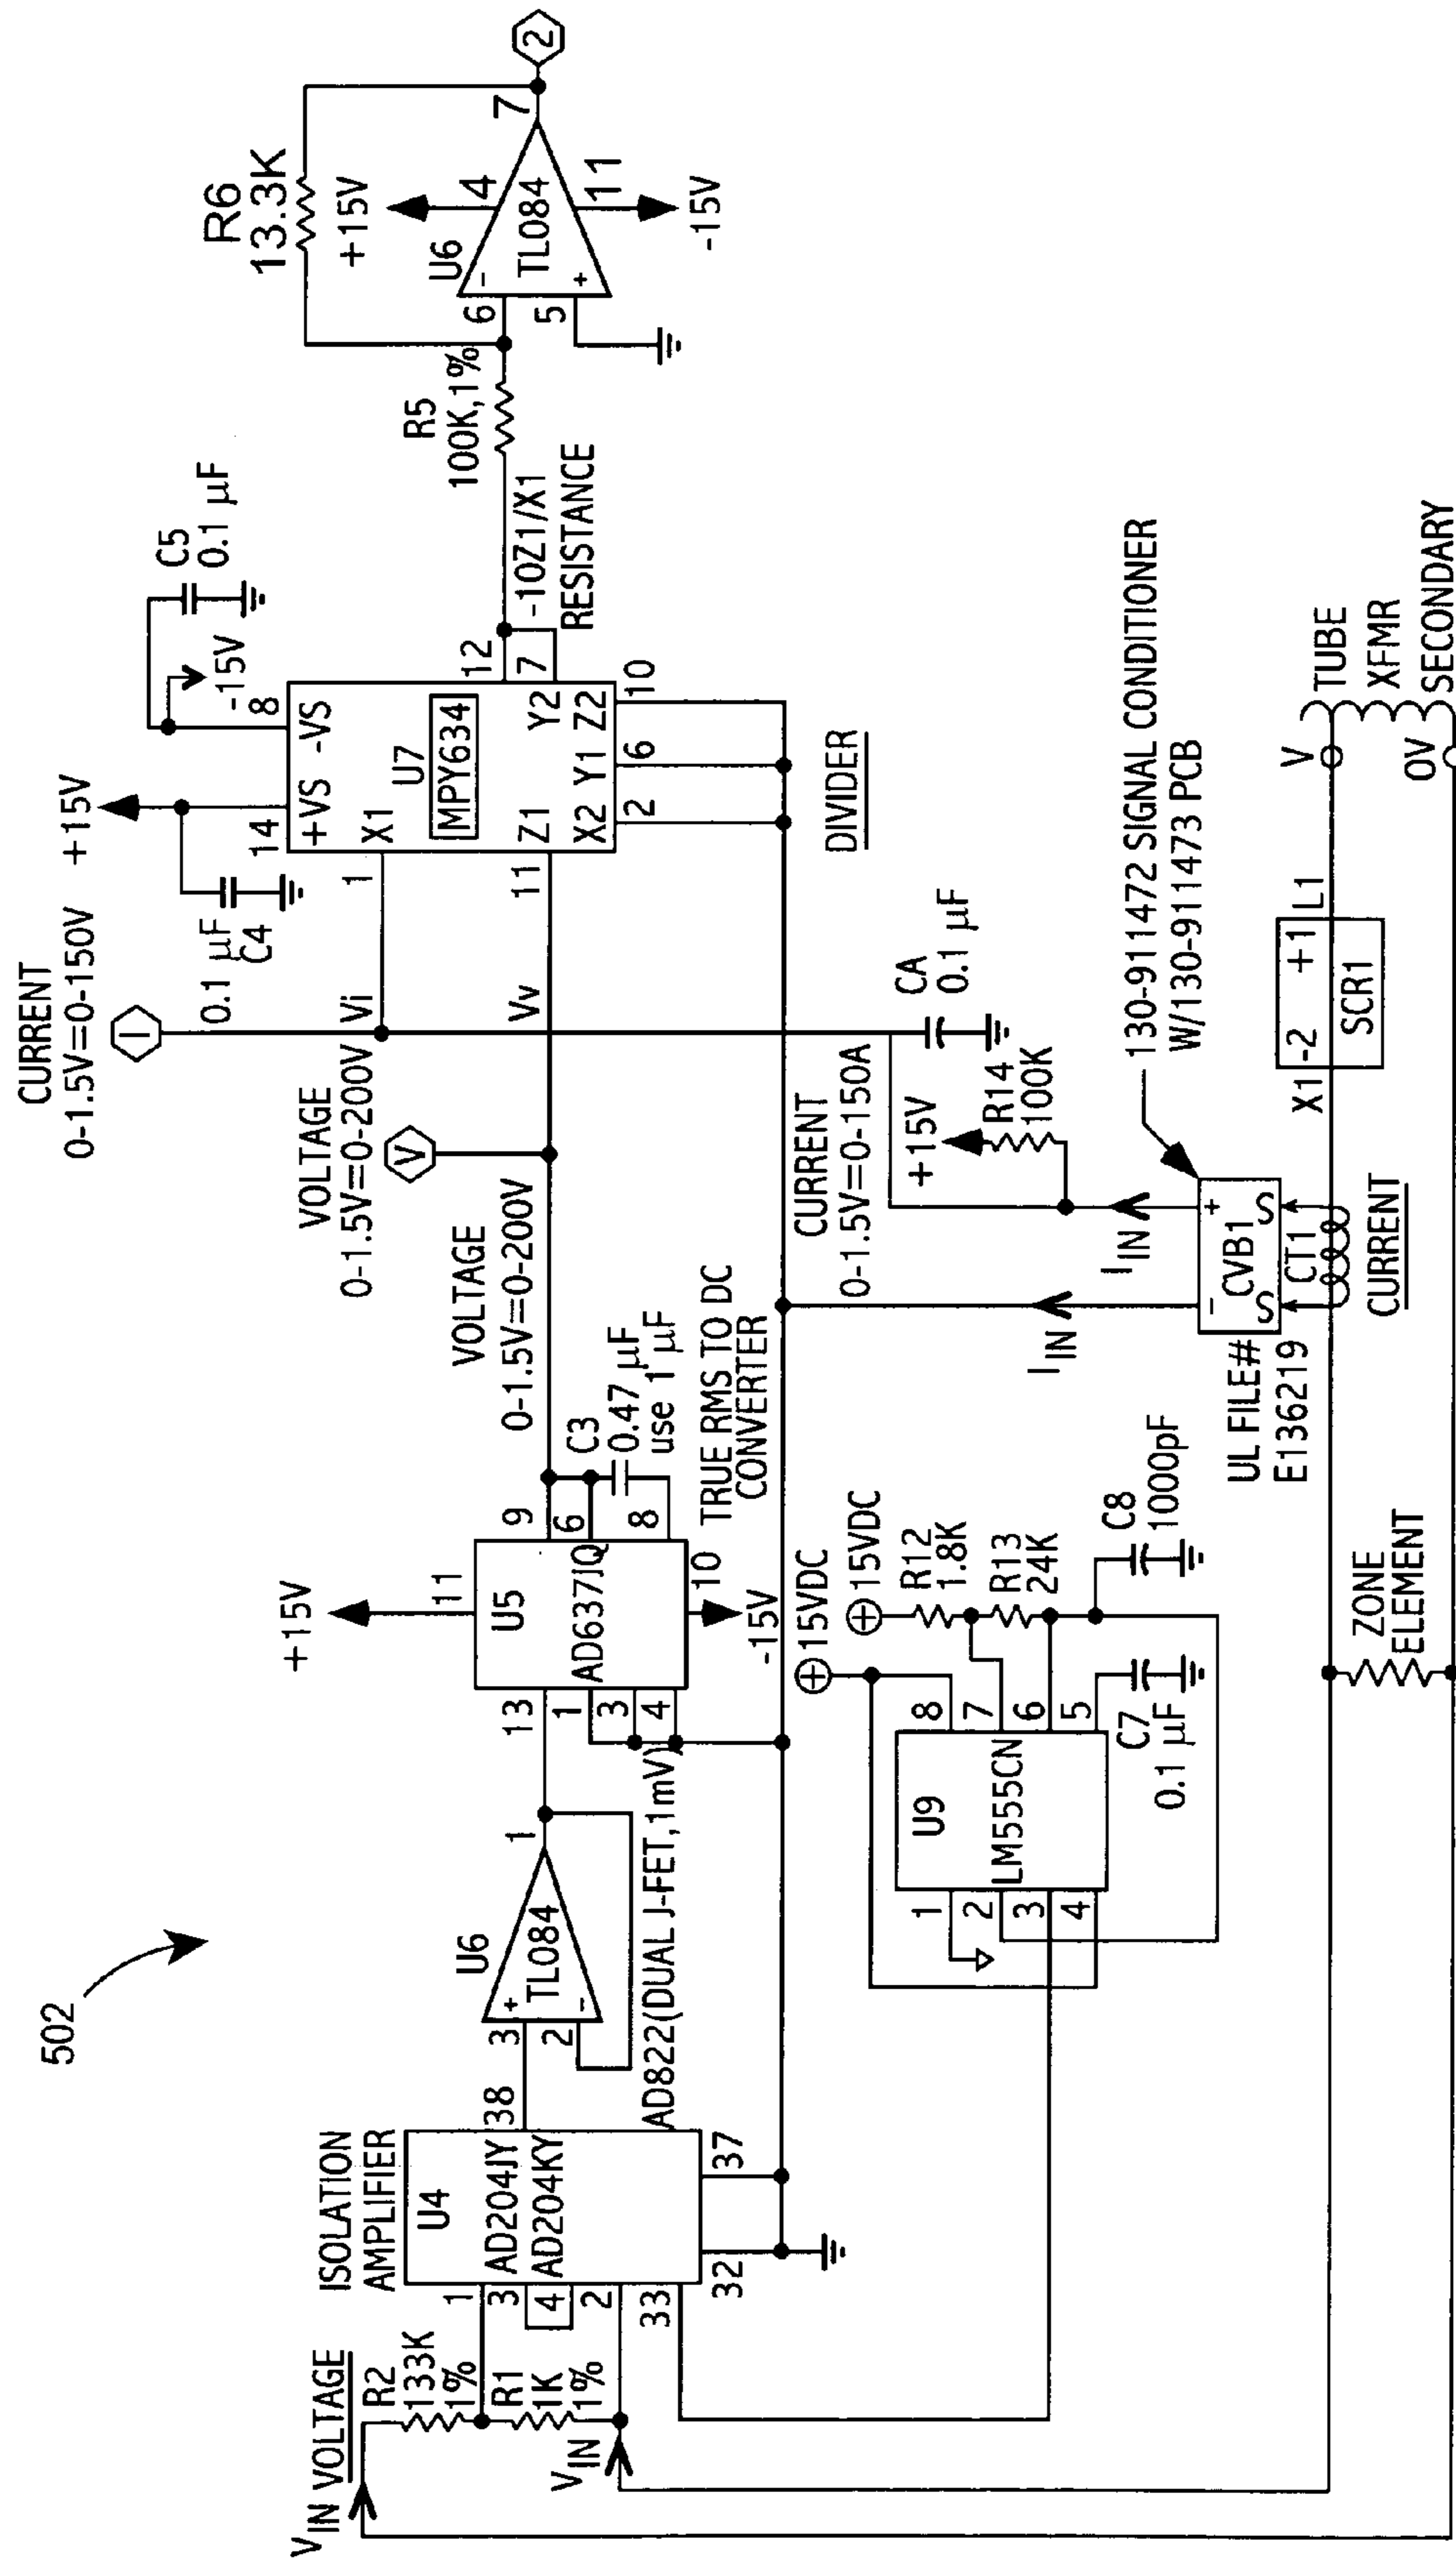 502
V_IN VOLTAGE
R2
133K
1%
R1
1K
1%
V_IN
ISOLATION
AMPLIFIER
U4
AD204JY
AD204KY
1
3
4
2
33
32
37
38
AD822(DUAL J-FET,1mV)
U6
TL084
3
2
1
+
-
+15V
11
U5
AD637JQ
13
1
3
4
9
6
8
10
-15V
C3
0.47 µF
use 1 µF
TRUE RMS TO DC
CONVERTER
VOLTAGE
0-1.5V=0-200V
VOLTAGE
0-1.5V=0-200V
V
CURRENT
0-1.5V=0-150V
I
Vi
Vv
0.1 µF
C4
+15V
14
8
-15V
C5
0.1 µF
+VS
-VS
U7
MPY634
X1
Z1
X2
Y1
Z2
Y2
1
11
2
6
10
12
7
-10Z1/X1
RESISTANCE
DIVIDER
R5
100K,1%
R6
13.3K
+15V
4
U6
TL084
6
5
-
+
7
11
-15V
2
U9
LM555CN
1
2
3
4
8
7
6
5
+15VDC
+15VDC
R12
1.8K
R13
24K
C8
1000pF
C7
0.1 µF
CURRENT
0-1.5V=0-150A
+15V
R14
100K
CA
0.1 µF
I_IN
I_IN
130-911472 SIGNAL CONDITIONER
W/130-911473 PCB
-
+
CVB1
S
S
CT1
CURRENT
UL FILE#
E136219
ZONE
ELEMENT
X1
-2
+1
L1
SCR1
V
0V
TUBE
XFMR
SECONDARY